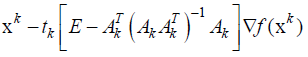 x^k − t_k [ E − A_k^T ( A_k A_k^T )^{−1} A_k ] ∇f(x^k)